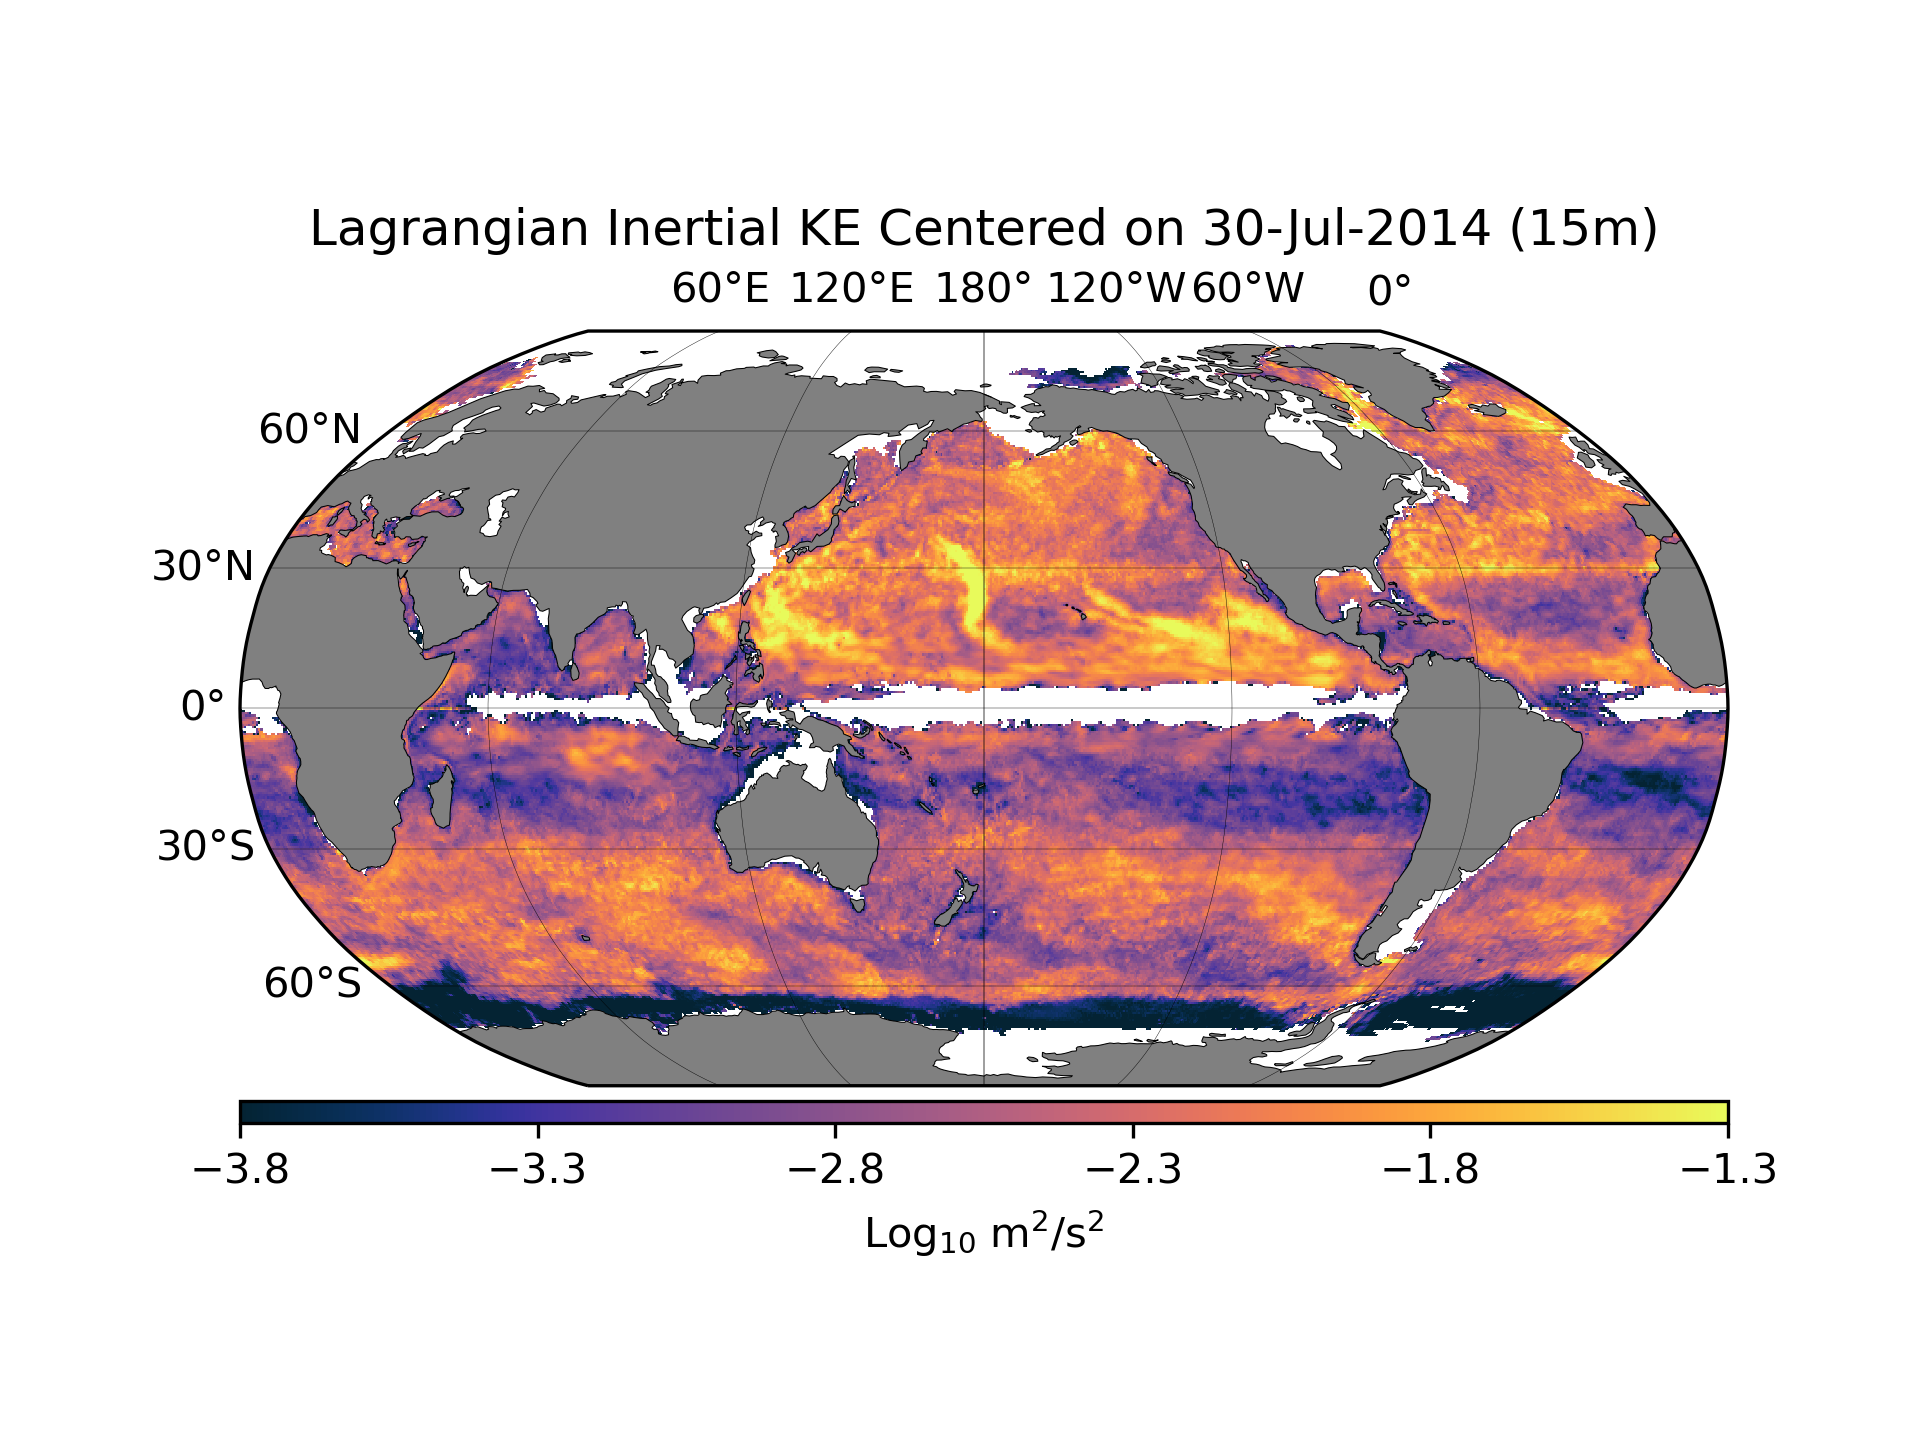 Lagrangian Inertial KE Centered on 30-Jul-2014 (15m)
60°E 120°E 180° 120°W 60°W 0°
60°N
30°N
0°
30°S
60°S
−3.8 −3.3 −2.8 −2.3 −1.8 −1.3
Log₁₀ m²/s²